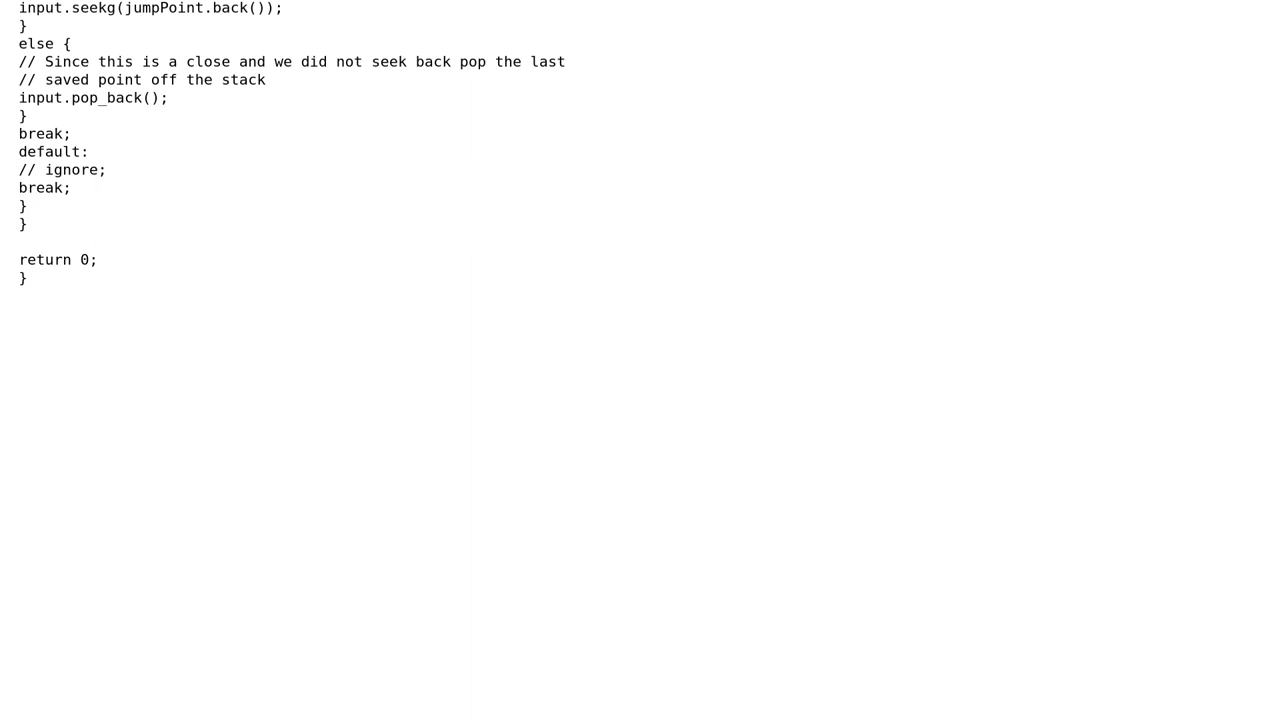 input.seekg(jumpPoint.back());
}
else {
// Since this is a close and we did not seek back pop the last
// saved point off the stack
input.pop_back();
}
break;
default:
// ignore;
break;
}
}

return 0;
}